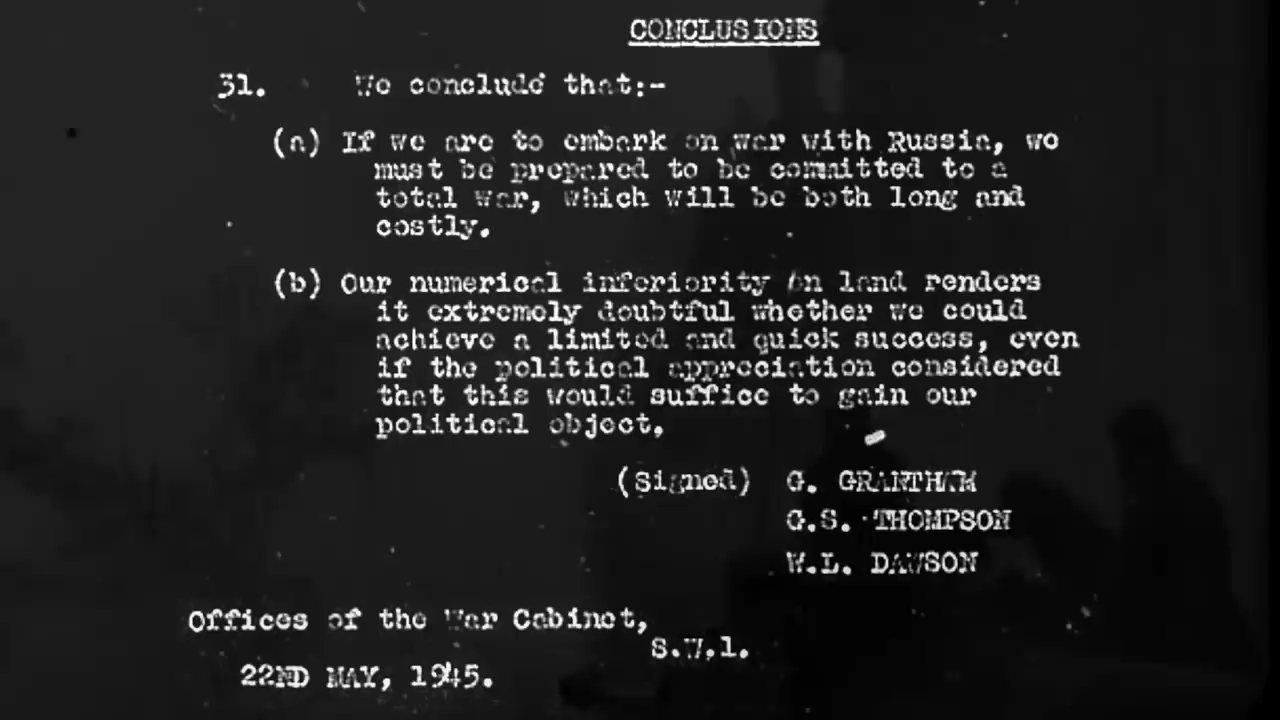 CONCLUSIONS
31. We conclude that:-
(a) If we are to embark on war with Russia, we
must be prepared to be committed to a
total war, which will be both long and
costly.
(b) Our numerical inferiority on land renders
it extremely doubtful whether we could
achieve a limited and quick success, even
if the political appreciation considered
that this would suffice to gain our
political object.
(Signed) G. GRANTHAM
G.S. THOMPSON
W.L. DAWSON
Offices of the War Cabinet,
S.W.1.
22ND MAY, 1945.